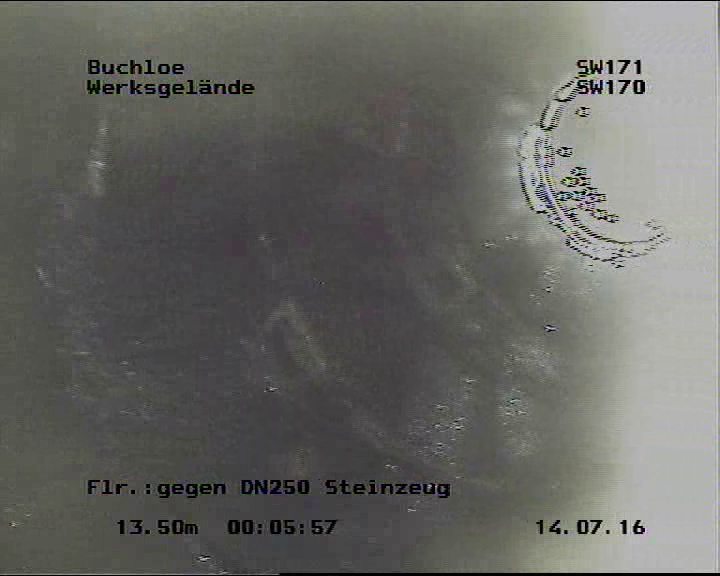 Buchloe SW171
Werksgelände SW170
Flr.:gegen DN250 Steinzeug
13.50m 00:05:57 14.07.16